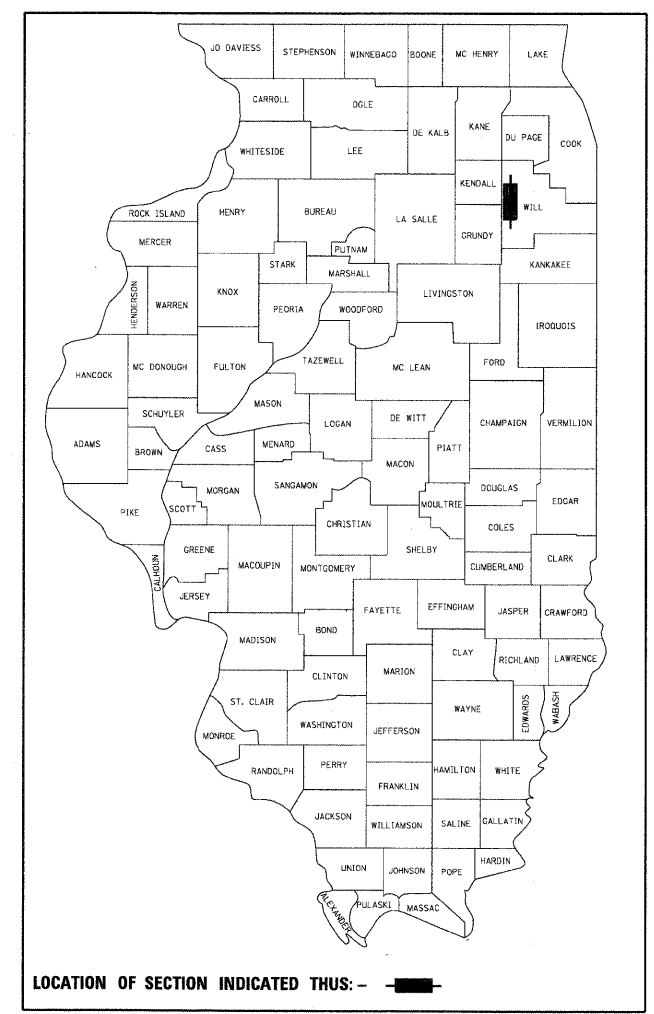 JO DAVIESS
STEPHENSON
WINNEBAGO
BOONE
MC HENRY
LAKE
CARROLL
OGLE
DE KALB
KANE
DU PAGE
COOK
WHITESIDE
LEE
KENDALL
WILL
ROCK ISLAND
HENRY
BUREAU
LA SALLE
GRUNDY
MERCER
PUTNAM
STARK
MARSHALL
KANKAKEE
HENDERSON
WARREN
KNOX
PEORIA
WOODFORD
LIVINGSTON
IROQUOIS
HANCOCK
MC DONOUGH
FULTON
TAZEWELL
MC LEAN
FORD
MASON
SCHUYLER
LOGAN
DE WITT
CHAMPAIGN
VERMILION
ADAMS
BROWN
CASS
MENARD
PIATT
MACON
PIKE
SCOTT
MORGAN
SANGAMON
MOULTRIE
DOUGLAS
EDGAR
CHRISTIAN
COLES
GREENE
CALHOUN
MACOUPIN
MONTGOMERY
SHELBY
CUMBERLAND
CLARK
JERSEY
FAYETTE
EFFINGHAM
JASPER
CRAWFORD
MADISON
BOND
CLINTON
MARION
CLAY
RICHLAND
LAWRENCE
ST. CLAIR
WASHINGTON
WAYNE
EDWARDS
WABASH
MONROE
JEFFERSON
RANDOLPH
PERRY
FRANKLIN
HAMILTON
WHITE
JACKSON
WILLIAMSON
SALINE
GALLATIN
UNION
JOHNSON
POPE
HARDIN
ALEXANDER
PULASKI
MASSAC
LOCATION OF SECTION INDICATED THUS: –